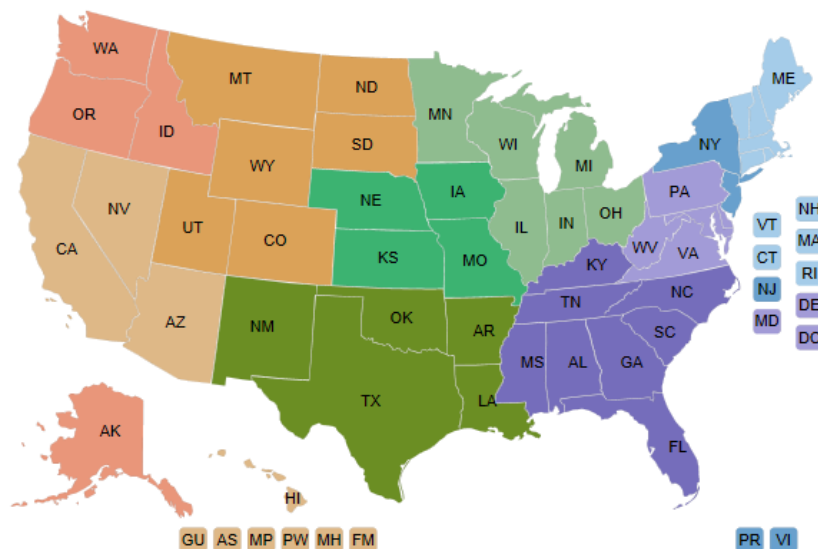 WA
MT
ND
MN
ME
OR
ID
SD
WI
MI
NY
WY
NV
NE
IA
PA
UT
CO
IL
IN
OH
CA
KS
MO
WV
VA
KY
VT
NH
CT
MA
RI
NJ
DE
MD
DC
AZ
NM
OK
AR
TN
NC
SC
MS
AL
GA
TX
LA
FL
AK
HI
GU AS MP PW MH FM
PR VI